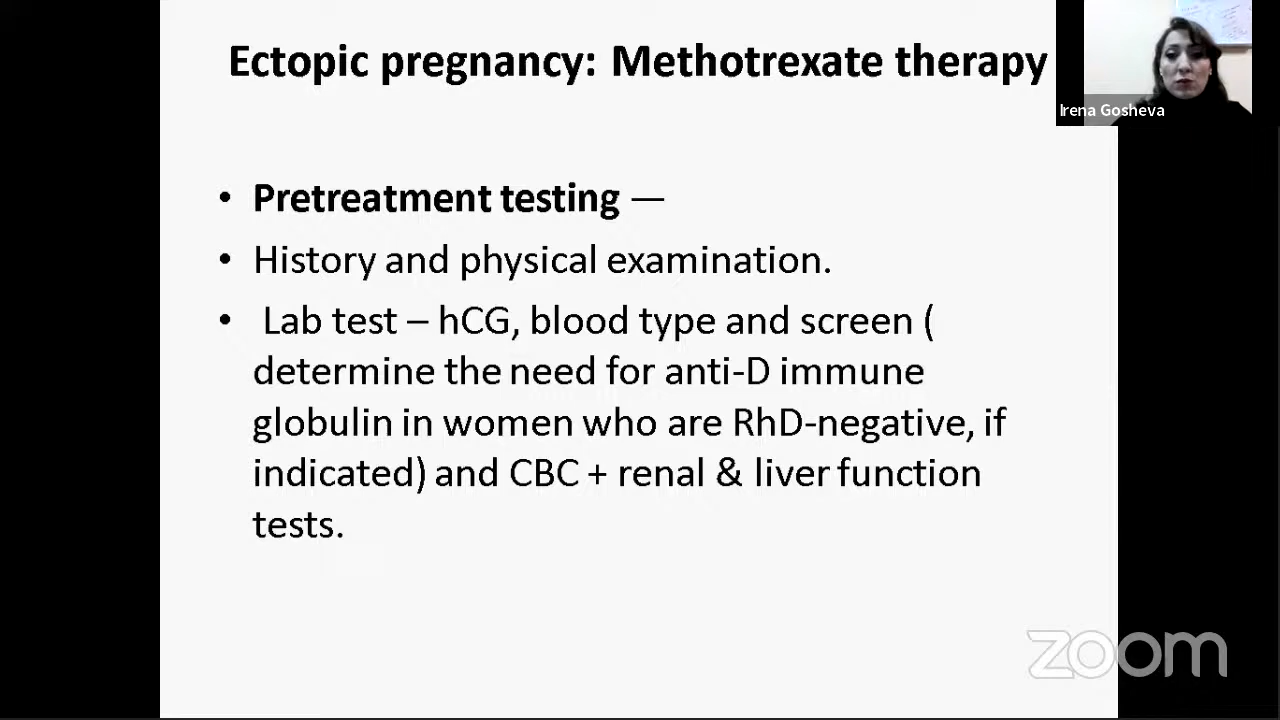 Ectopic pregnancy: Methotrexate therapy
Irena Gosheva
• Pretreatment testing —
• History and physical examination.
• Lab test – hCG, blood type and screen (
determine the need for anti-D immune
globulin in women who are RhD-negative, if
indicated) and CBC + renal & liver function
tests.
zoom